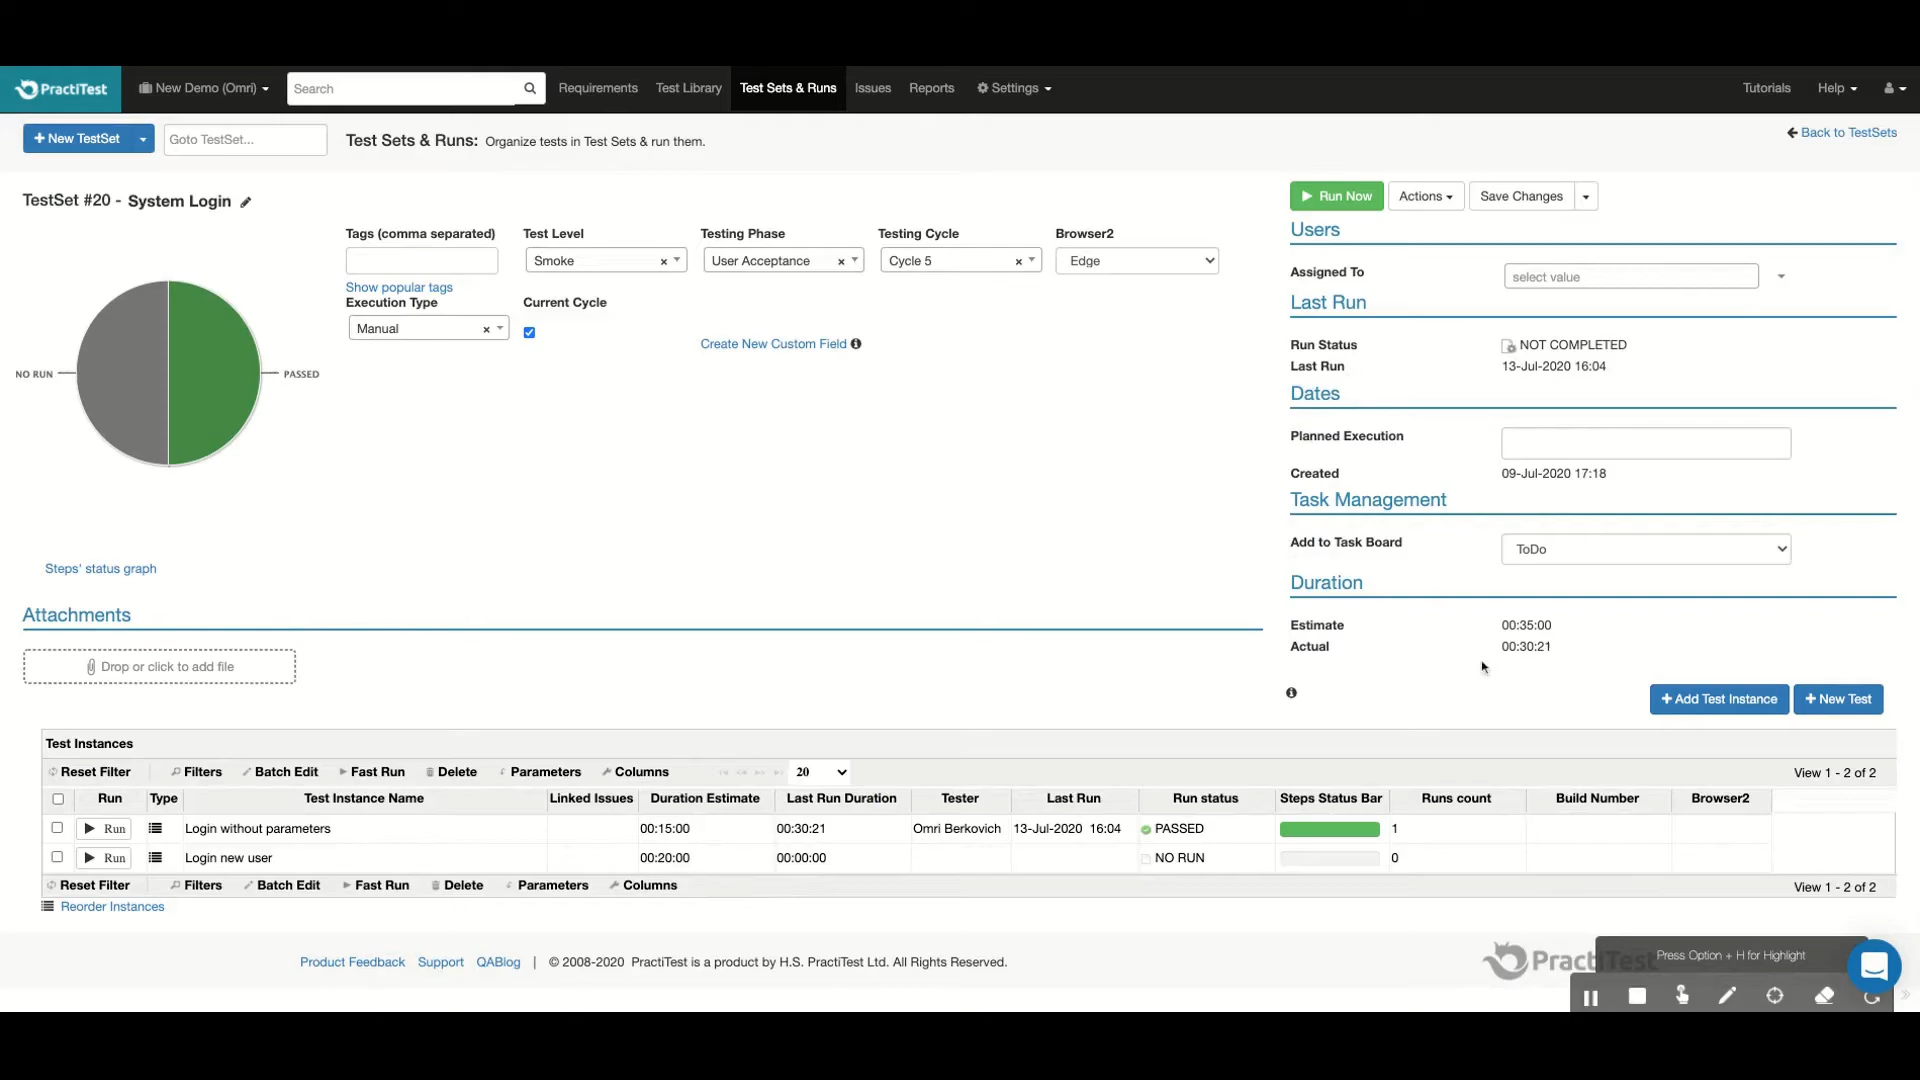 PractiTest New Demo (Omri) Search Requirements Test Library Test Sets & Runs Issues Reports Settings Tutorials Help
+ New TestSet Goto TestSet... Test Sets & Runs: Organize tests in Test Sets & run them. Back to TestSets
TestSet #20 - System Login
Run Now Actions Save Changes
Tags (comma separated) Test Level Testing Phase Testing Cycle Browser2
Smoke × User Acceptance × Cycle 5 × Edge
Show popular tags
Execution Type Current Cycle
Manual ×
Create New Custom Field
NO RUN PASSED
Steps' status graph
Users
Assigned To select value
Last Run
Run Status NOT COMPLETED
Last Run 13-Jul-2020 16:04
Dates
Planned Execution
Created 09-Jul-2020 17:18
Task Management
Add to Task Board ToDo
Duration
Estimate 00:35:00
Actual 00:30:21
Attachments
Drop or click to add file
+ Add Test Instance + New Test
Test Instances
Reset Filter Filters Batch Edit Fast Run Delete Parameters Columns 20 View 1 - 2 of 2
Run Type Test Instance Name Linked Issues Duration Estimate Last Run Duration Tester Last Run Run status Steps Status Bar Runs count Build Number Browser2
Run Login without parameters 00:15:00 00:30:21 Omri Berkovich 13-Jul-2020 16:04 PASSED 1
Run Login new user 00:20:00 00:00:00 NO RUN 0
Reset Filter Filters Batch Edit Fast Run Delete Parameters Columns View 1 - 2 of 2
Reorder Instances
Product Feedback Support QABlog | © 2008-2020 PractiTest is a product by H.S. PractiTest Ltd. All Rights Reserved.
PractiTest
Press Option + H for Highlight